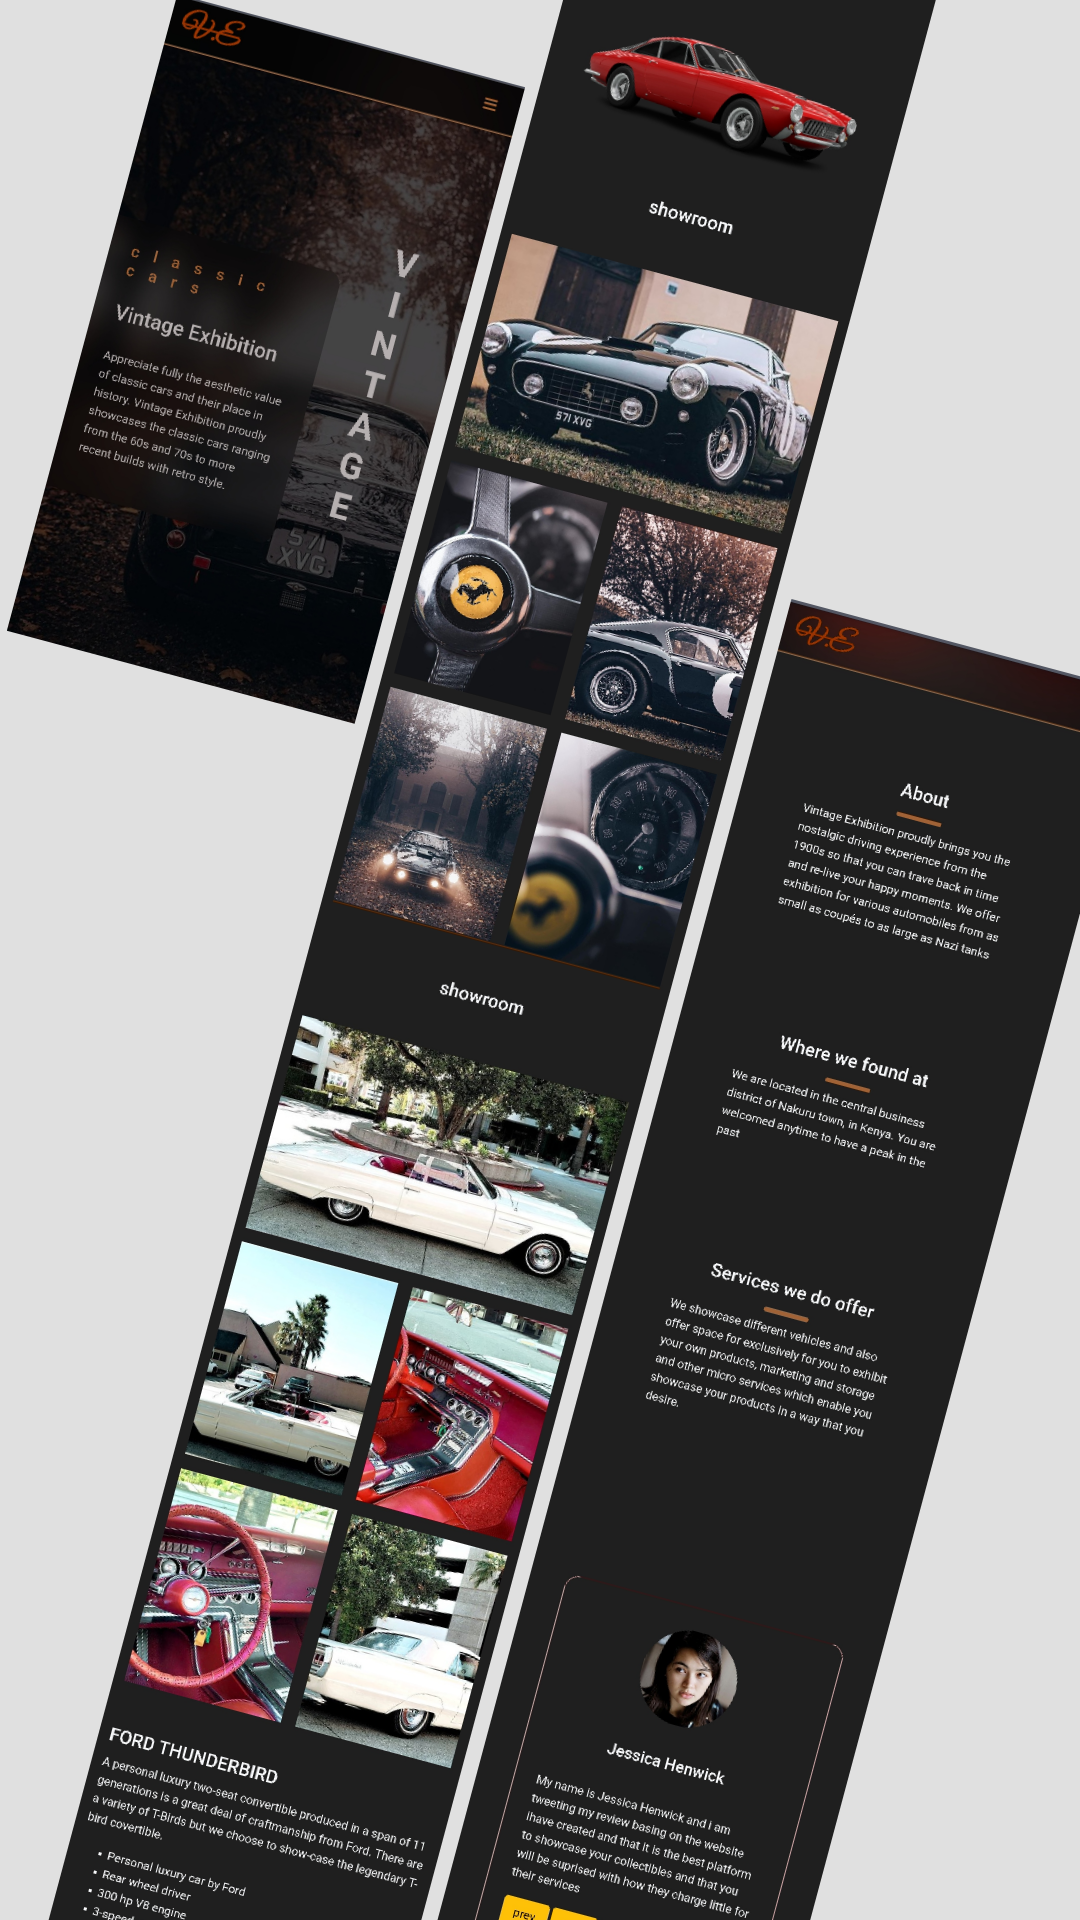 V.E
classic
cars
Vintage Exhibition
Appreciate fully the aesthetic value
of classic cars and their place in
history. Vintage Exhibition proudly
showcases the classic cars ranging
from the 60s and 70s to more
recent builds with retro style.
VINTAGE
571
XVG
showroom
571 XVG
showroom
FORD THUNDERBIRD
A personal luxury two-seat convertible produced in a span of 11
generations is a great deal of craftmanship from Ford. There are
a variety of T-Birds but we choose to show-case the legendary T-
bird covertible.
▪ Personal luxury car by Ford
▪ Rear wheel driver
▪ 300 hp V8 engine
▪ 3-speed
V.E
About
Vintage Exhibition proudly brings you the
nostalgic driving experience from the
1900s so that you can trave back in time
and re-live your happy moments. We offer
exhibition for various automobiles from as
small as coupés to as large as Nazi tanks
Where we found at
We are located in the central business
district of Nakuru town, in Kenya. You are
welcomed anytime to have a peak in the
past
Services we do offer
We showcase different vehicles and also
offer space for exclusively for you to exhibit
your own products, marketing and storage
and other micro services which enable you
showcase your products in a way that you
desire.
Jessica Henwick
My name is Jessica Henwick and i am
tweeting my review basing on the website
ihave created and that it is the best platform
to showcase your collectibles and that you
will be suprised with how they charge little for
their services
prev